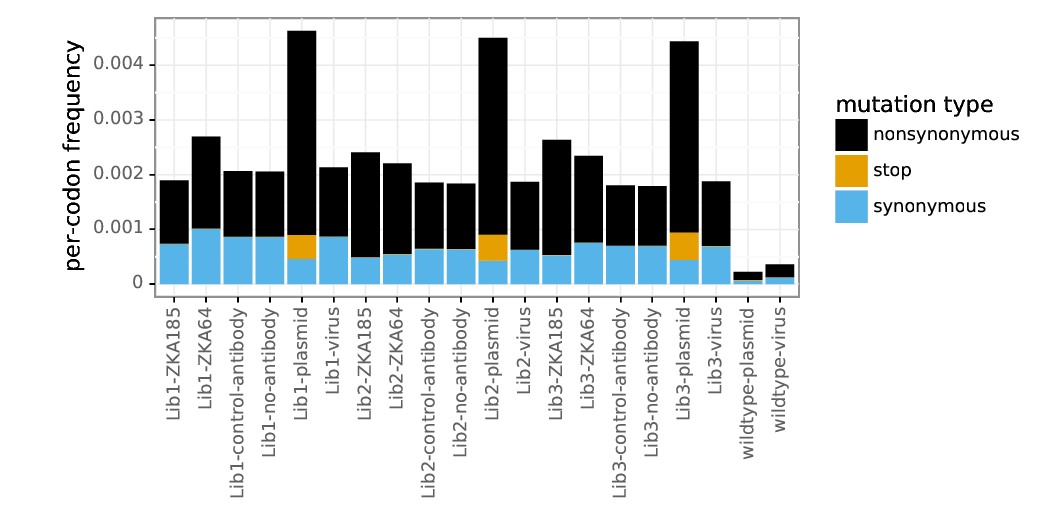 per-codon frequency
0.004
0.003
0.002
0.001
0
Lib1-ZKA185
Lib1-ZKA64
Lib1-control-antibody
Lib1-no-antibody
Lib1-plasmid
Lib1-virus
Lib2-ZKA185
Lib2-ZKA64
Lib2-control-antibody
Lib2-no-antibody
Lib2-plasmid
Lib2-virus
Lib3-ZKA185
Lib3-ZKA64
Lib3-control-antibody
Lib3-no-antibody
Lib3-plasmid
Lib3-virus
wildtype-plasmid
wildtype-virus
mutation type
nonsynonymous
stop
synonymous